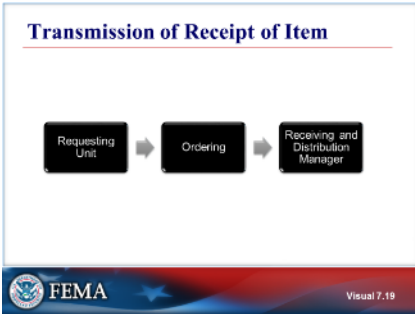 Transmission of Receipt of Item
Requesting
Unit
Ordering
Receiving and
Distribution
Manager
FEMA
Visual 7.19